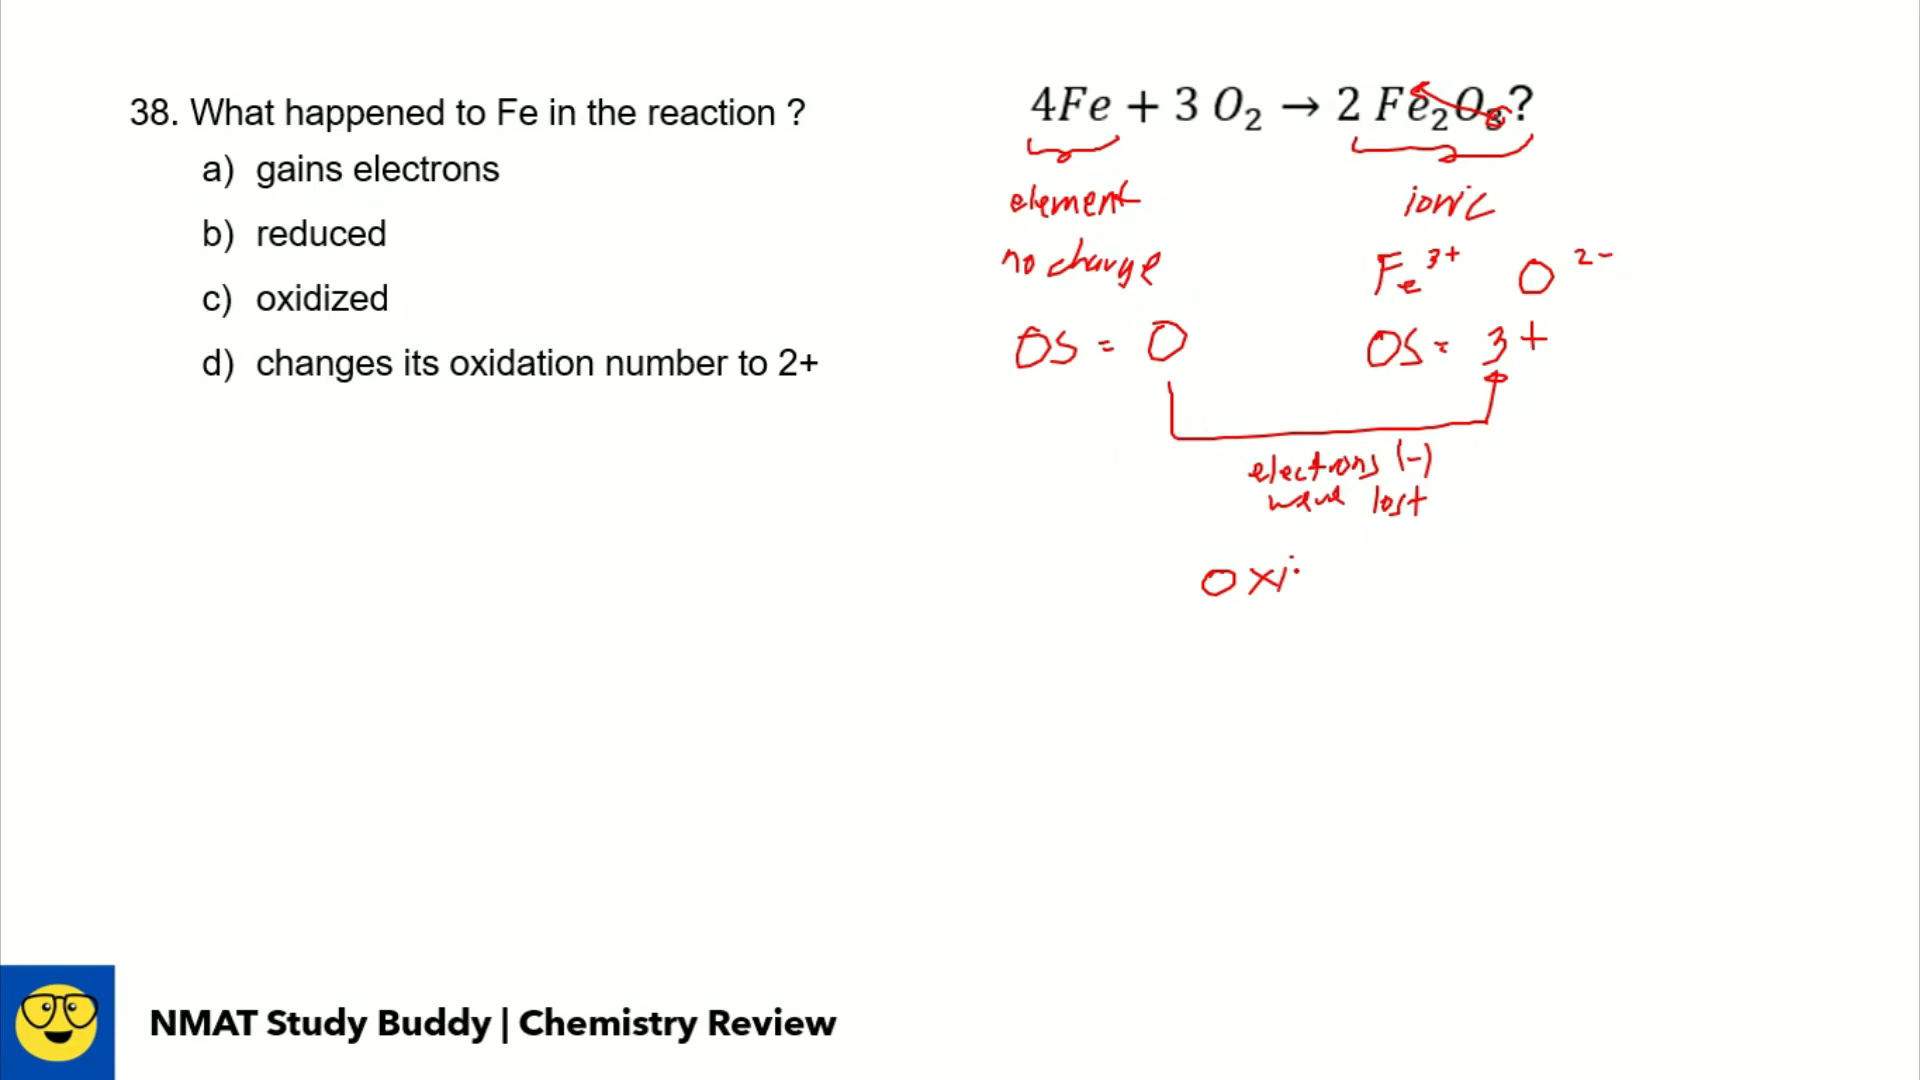 38. What happened to Fe in the reaction ?
a) gains electrons
b) reduced
c) oxidized
d) changes its oxidation number to 2+
4Fe + 3 O₂ → 2 Fe₂O₃?
element
no charge
OS = 0
ionic
Fe³⁺ O²⁻
OS = 3+
electrons (-)
were lost
oxi
NMAT Study Buddy | Chemistry Review